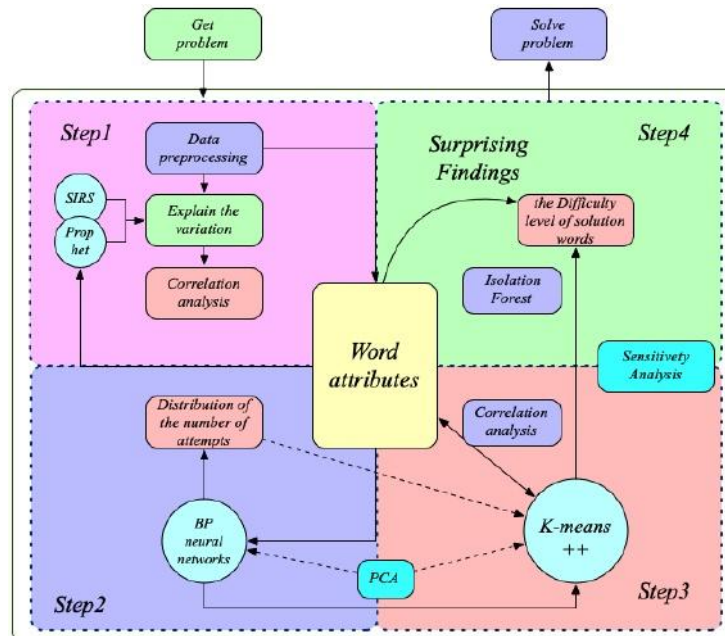 Get
problem
Solve
problem
Step1
Data
preprocessing
SIRS
Prop
het
Explain the
variation
Correlation
analysis
Step4
Surprising
Findings
the Difficulty
level of solution
words
Isolation
Forest
Word
attributes
Sensitivety
Analysis
Distribution of
the number of
attempts
BP
neural
networks
Step2
PCA
Correlation
analysis
K-means
++
Step3